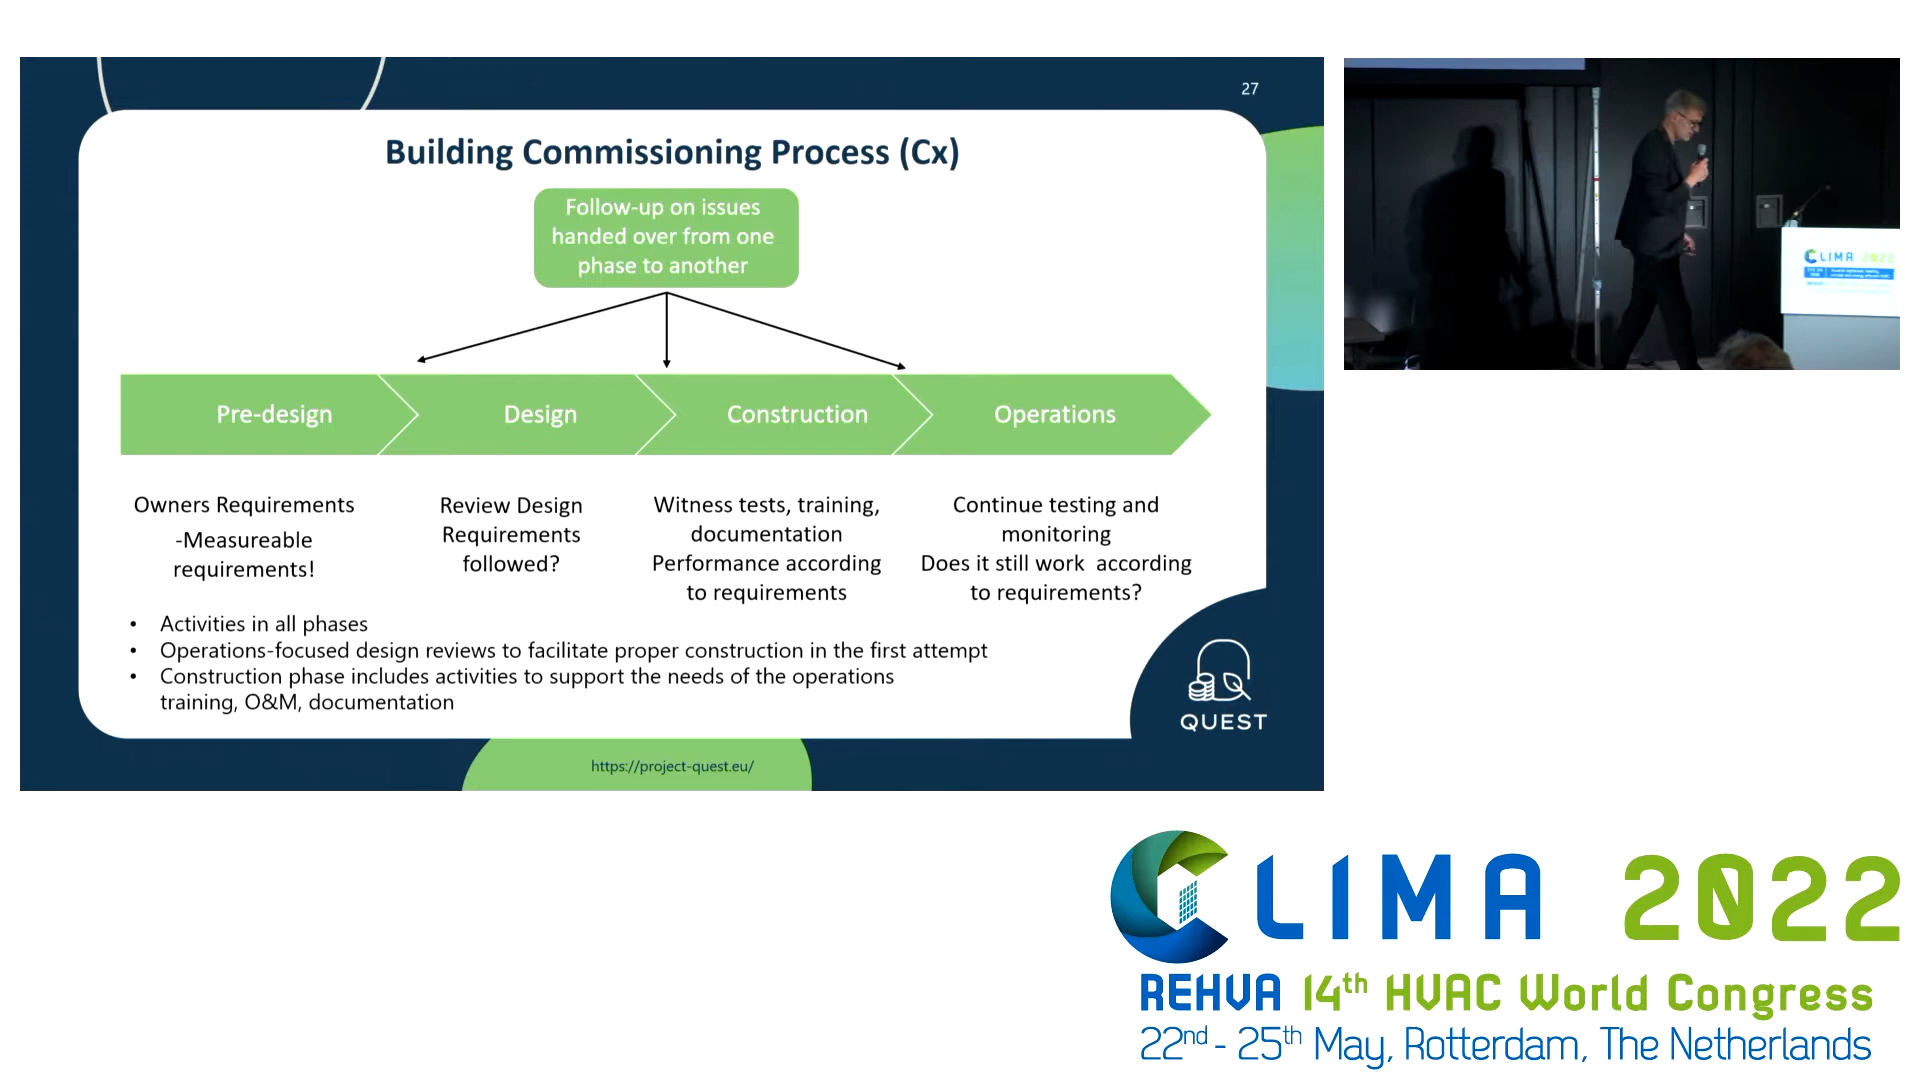 27
Building Commissioning Process (Cx)
Follow-up on issues
handed over from one
phase to another
Pre-design
Design
Construction
Operations
Owners Requirements
-Measureable
requirements!
Review Design
Requirements
followed?
Witness tests, training,
documentation
Performance according
to requirements
Continue testing and
monitoring
Does it still work according
to requirements?
• Activities in all phases
• Operations-focused design reviews to facilitate proper construction in the first attempt
• Construction phase includes activities to support the needs of the operations
training, O&M, documentation
QUEST
https://project-quest.eu/
CLIMA 2022
CLIMA 2022
REHVA 14th HVAC World Congress
22nd - 25th May, Rotterdam, The Netherlands